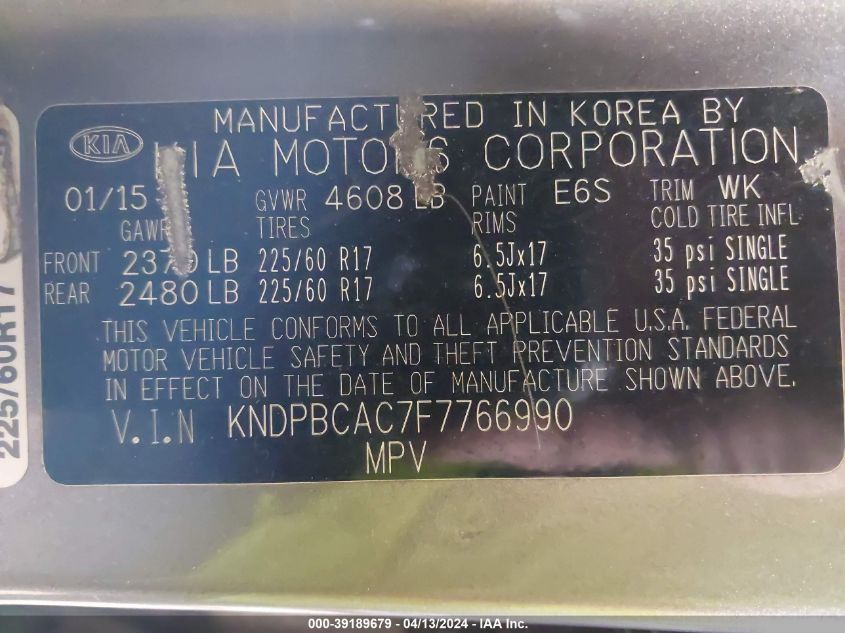 MANUFACTURED IN KOREA BY
KIA KIA MOTORS CORPORATION
01/15 GVWR 4608 LB PAINT E6S TRIM WK
GAWR TIRES RIMS COLD TIRE INFL
FRONT 2370 LB 225/60 R17 6.5Jx17 35 psi SINGLE
REAR 2480 LB 225/60 R17 6.5Jx17 35 psi SINGLE
THIS VEHICLE CONFORMS TO ALL APPLICABLE U.S.A. FEDERAL
MOTOR VEHICLE SAFETY AND THEFT PREVENTION STANDARDS
IN EFFECT ON THE DATE OF MANUFACTURE SHOWN ABOVE.
V.I.N KNDPBCAC7F7766990
MPV
225/60R17
000-39189679 - 04/13/2024 - IAA Inc.